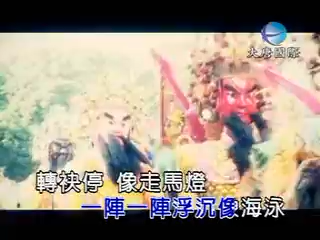 大唐國際
轉袂停 像走馬燈
一陣一陣浮沉像海泳